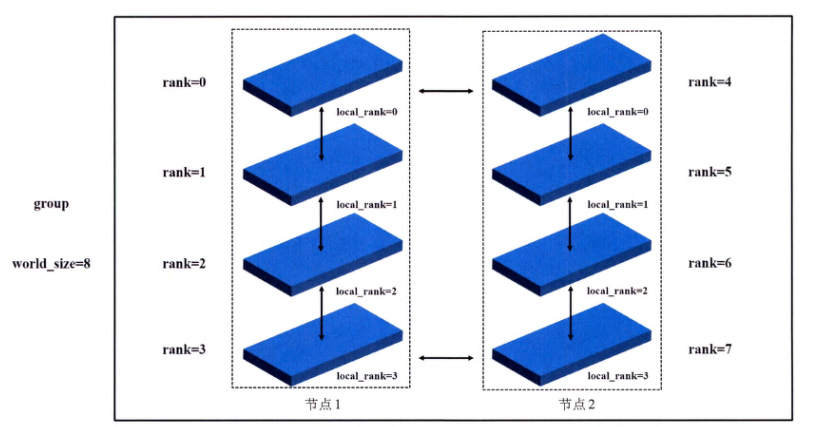 rank=0
local_rank=0
local_rank=0
rank=4
rank=1
local_rank=1
local_rank=1
rank=5
group
world_size=8
rank=2
local_rank=2
local_rank=2
rank=6
rank=3
local_rank=3
local_rank=3
rank=7
节点 1
节点 2